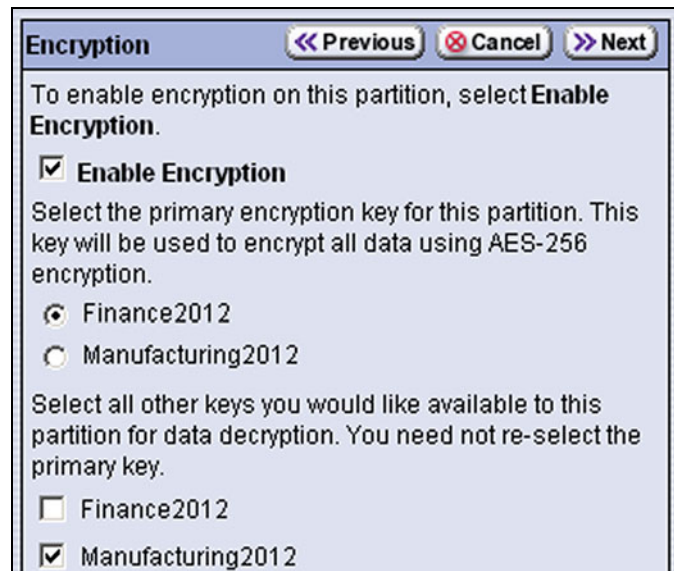 Encryption
Previous
Cancel
Next
To enable encryption on this partition, select Enable
Encryption.
Enable Encryption
Select the primary encryption key for this partition. This
key will be used to encrypt all data using AES-256
encryption.
Finance2012
Manufacturing2012
Select all other keys you would like available to this
partition for data decryption. You need not re-select the
primary key.
Finance2012
Manufacturing2012